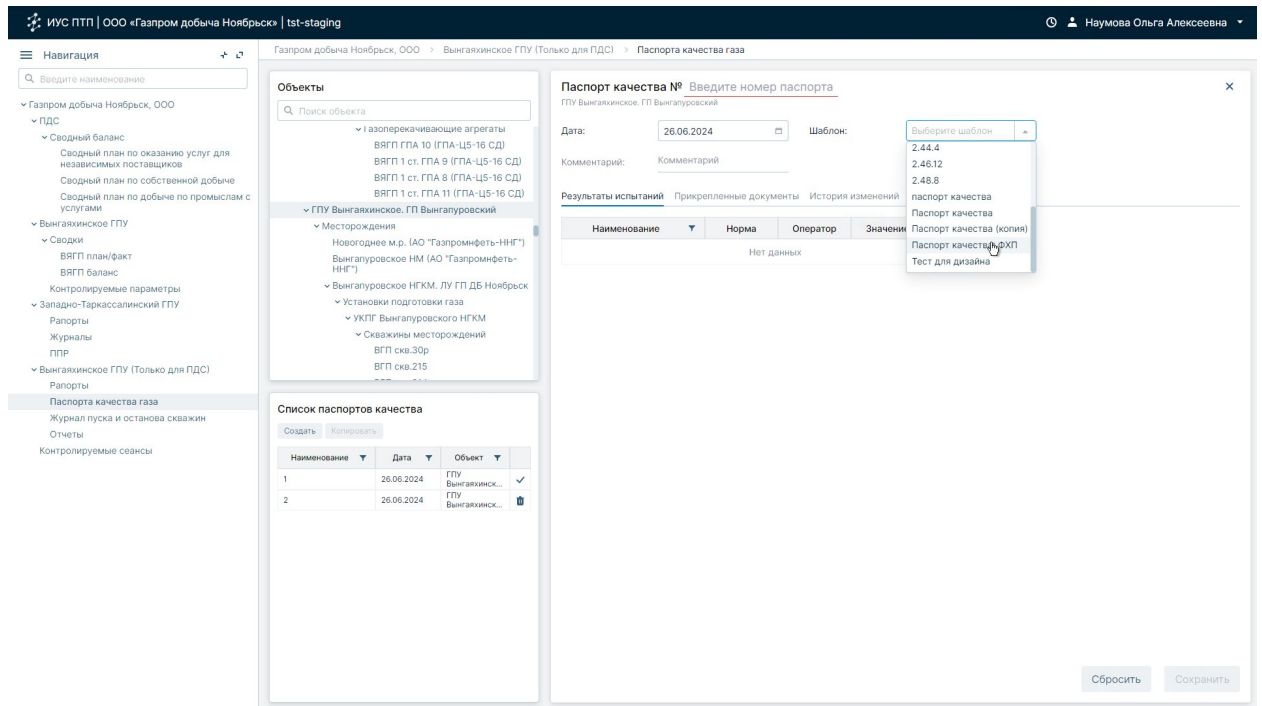 ИУС ПТП | ООО «Газпром добыча Ноябрьск» | tst-staging
Наумова Ольга Алексеевна
Навигация
Введите наименование
Газпром добыча Ноябрьск, ООО
ПДС
Сводный баланс
Сводный план по оказанию услуг для
независимых поставщиков
Сводный план по собственной добыче
Сводный план по добыче по промыслам с
услугами
Вынгаяхинское ГПУ
Сводки
ВЯГП план/факт
ВЯГП баланс
Контролируемые параметры
Западно-Таркассалинский ГПУ
Рапорты
Журналы
ППР
Вынгаяхинское ГПУ (Только для ПДС)
Рапорты
Паспорта качества газа
Журнал пуска и останова скважин
Отчеты
Контролируемые сеансы
Газпром добыча Ноябрьск, ООО > Вынгаяхинское ГПУ (Только для ПДС) > Паспорта качества газа
Объекты
Поиск объекта
Газоперекачивающие агрегаты
ВЯГП ГПА 10 (ГПА-Ц5-16 СД)
ВЯГП 1 ст. ГПА 9 (ГПА-Ц5-16 СД)
ВЯГП 1 ст. ГПА 8 (ГПА-Ц5-16 СД)
ВЯГП 1 ст. ГПА 11 (ГПА-Ц5-16 СД)
ГПУ Вынгаяхинское. ГП Вынгапуровский
Месторождения
Новогоднее м.р. (АО "Газпромнефть-ННГ")
Вынгапуровское НМ (АО "Газпромнефть-
ННГ")
Вынгапуровское НГКМ. ЛУ ГП ДБ Ноябрьск
Установки подготовки газа
УКПГ Вынгапуровского НГКМ
Скважины месторождений
ВГП скв.30р
ВГП скв.215
Список паспортов качества
Создать Копировать
Наименование Дата Объект
1 26.06.2024 ГПУ
Вынгаяхинск...
2 26.06.2024 ГПУ
Вынгаяхинск...
Паспорт качества № Введите номер паспорта
ГПУ Вынгаяхинское. ГП Вынгапуровский
Дата: 26.06.2024 Шаблон: Выберите шаблон
Комментарий: Комментарий
2.44.4
2.46.12
2.48.8
паспорт качества
Паспорт качества
Паспорт качества (копия)
Паспорт качества ФХП
Тест для дизайна
Результаты испытаний Прикрепленные документы История изменений
Наименование Норма Оператор Значение
Нет данных
Сбросить Сохранить